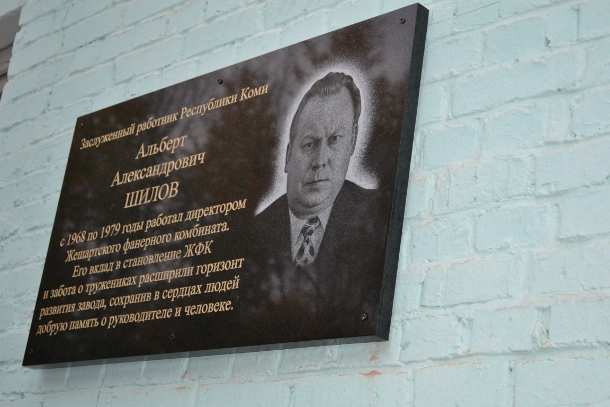 Заслуженный работник Республики Коми
Альберт
Александрович
ШИЛОВ
с 1968 по 1979 годы работал директором
Жешартского фанерного комбината.
Его вклад в становление ЖФК
и забота о тружениках расширили горизонт
развития завода, сохранив в сердцах людей
добрую память о руководителе и человеке.